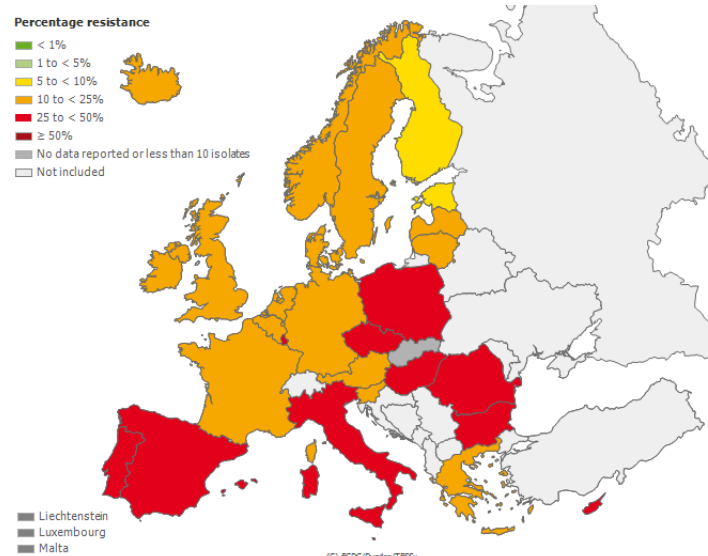 Percentage resistance
< 1%
1 to < 5%
5 to < 10%
10 to < 25%
25 to < 50%
≥ 50%
No data reported or less than 10 isolates
Not included
Liechtenstein
Luxembourg
Malta